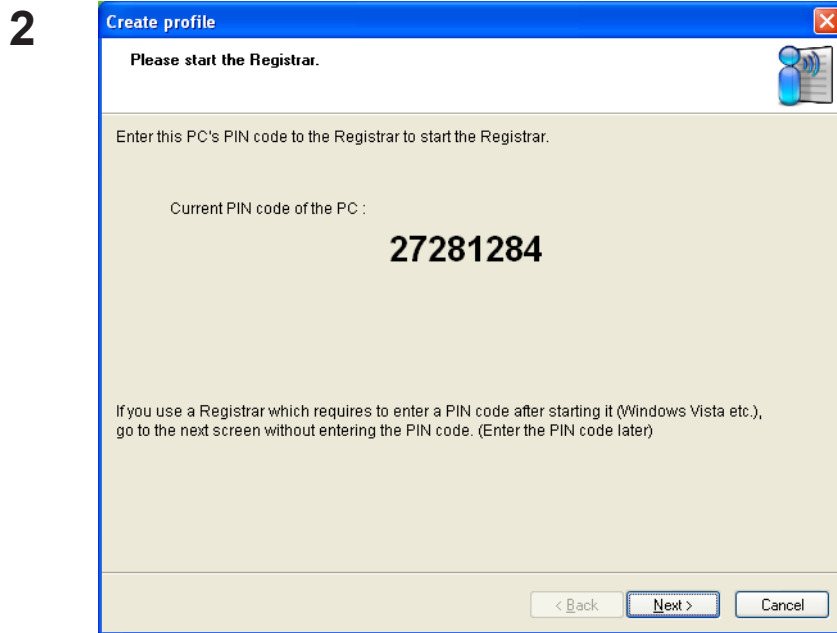 2
Create profile
Please start the Registrar.
Enter this PC's PIN code to the Registrar to start the Registrar.
Current PIN code of the PC :
27281284
If you use a Registrar which requires to enter a PIN code after starting it (Windows Vista etc.),
go to the next screen without entering the PIN code. (Enter the PIN code later)
< Back Next > Cancel